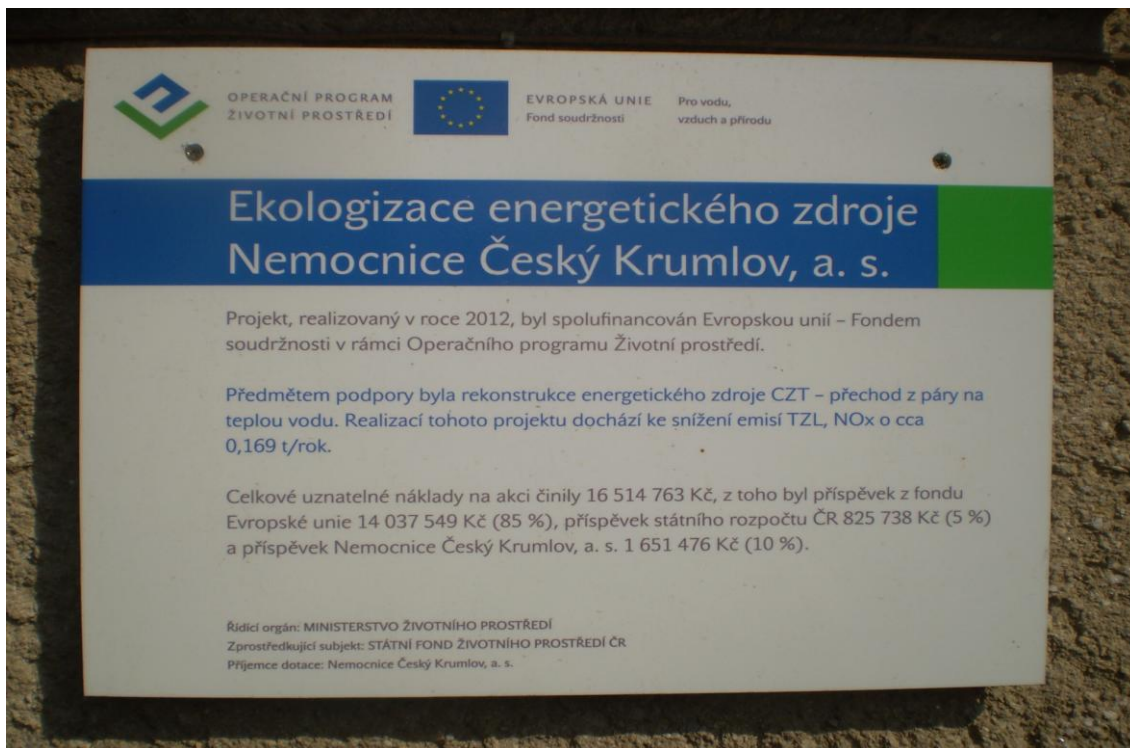 OPERAČNÍ PROGRAM
ŽIVOTNÍ PROSTŘEDÍ
EVROPSKÁ UNIE
Fond soudržnosti
Pro vodu,
vzduch a přírodu
Ekologizace energetického zdroje
Nemocnice Český Krumlov, a. s.
Projekt, realizovaný v roce 2012, byl spolufinancován Evropskou unií – Fondem
soudržnosti v rámci Operačního programu Životní prostředí.
Předmětem podpory byla rekonstrukce energetického zdroje CZT – přechod z páry na
teplou vodu. Realizací tohoto projektu dochází ke snížení emisí TZL, NOx o cca
0,169 t/rok.
Celkové uznatelné náklady na akci činily 16 514 763 Kč, z toho byl příspěvek z fondu
Evropské unie 14 037 549 Kč (85 %), příspěvek státního rozpočtu ČR 825 738 Kč (5 %)
a příspěvek Nemocnice Český Krumlov, a. s. 1 651 476 Kč (10 %).
Řídicí orgán: MINISTERSTVO ŽIVOTNÍHO PROSTŘEDÍ
Zprostředkující subjekt: STÁTNÍ FOND ŽIVOTNÍHO PROSTŘEDÍ ČR
Příjemce dotace: Nemocnice Český Krumlov, a. s.